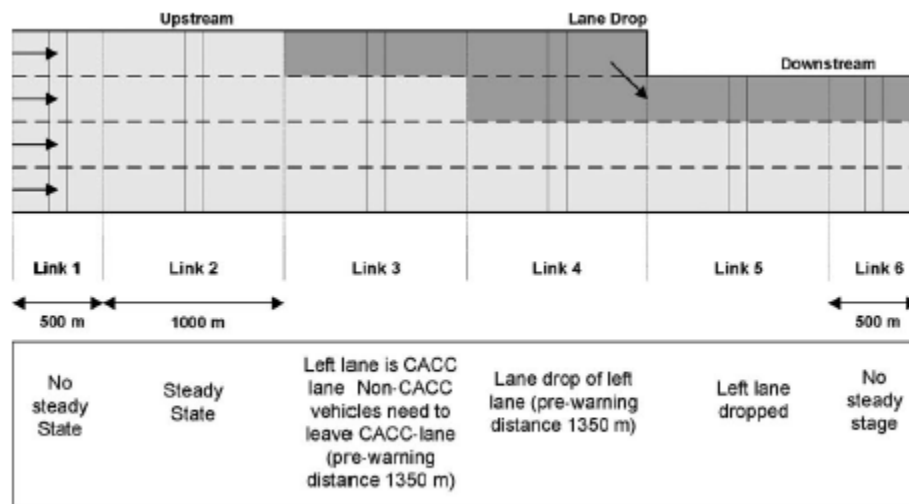 Upstream
Lane Drop
Downstream
Link 1
Link 2
Link 3
Link 4
Link 5
Link 6
500 m
1000 m
500 m
No
steady
State
Steady
State
Left lane is CACC
lane Non-CACC
vehicles need to
leave CACC-lane
(pre-warning
distance 1350 m)
Lane drop of left
lane (pre-warning
distance 1350 m)
Left lane
dropped
No
steady
stage